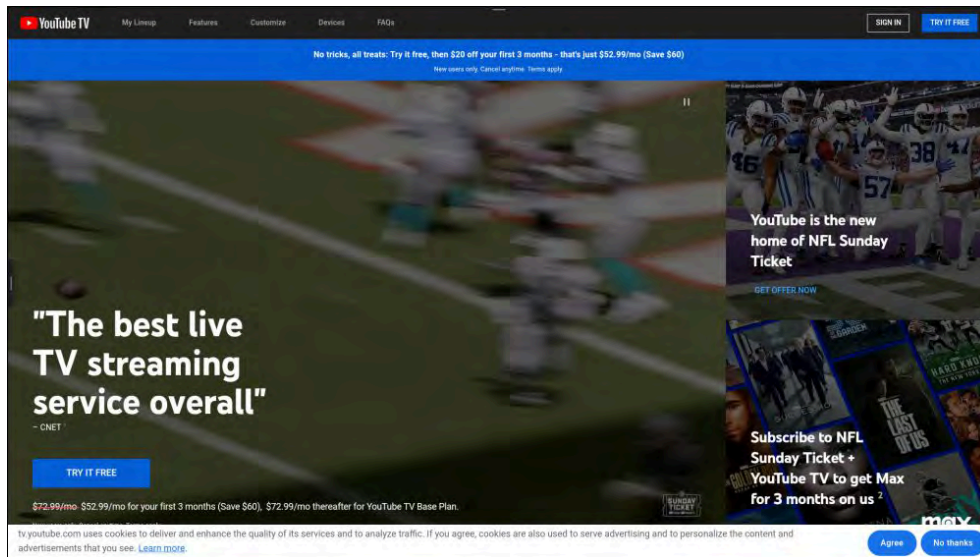 YouTube TV
My Lineup
Features
Customize
Devices
FAQs
SIGN IN
TRY IT FREE
No tricks, all treats: Try it free, then $20 off your first 3 months - that's just $52.99/mo (Save $60)
New users only. Cancel anytime. Terms apply
"The best live
TV streaming
service overall"
– CNET
TRY IT FREE
$72.99/mo $52.99/mo for your first 3 months (Save $60), $72.99/mo thereafter for YouTube TV Base Plan.
SUNDAY
TICKET
46
57
38
47
YouTube is the new
home of NFL Sunday
Ticket
GET OFFER NOW
HARD
THE
LAST
OF US
Subscribe to NFL
Sunday Ticket +
YouTube TV to get Max
for 3 months on us 2
max
tv.youtube.com uses cookies to deliver and enhance the quality of its services and to analyze traffic. If you agree, cookies are also used to serve advertising and to personalize the content and
advertisements that you see. Learn more.
Agree
No thanks